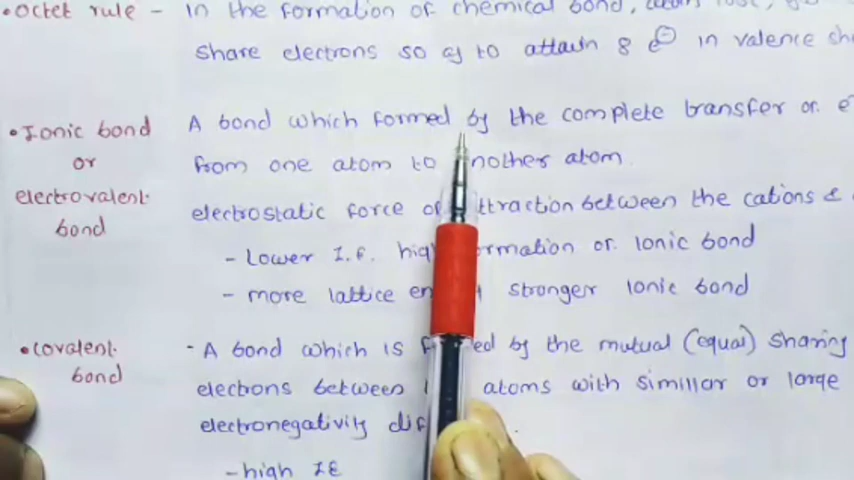 •Octet rule - In the formation of chemical bond,
share electrons so as to attain 8 e⊖ in valence
•Ionic bond or electrovalent bond
A bond which formed by the complete transfer of e
from one atom to another atom
electrostatic force of attraction between the cations &
- Lower I.E. high formation of Ionic bond
- more lattice stronger Ionic bond
•Covalent bond
- A bond which is by the mutual (equal) sharing
electrons between atoms with simillar or large
electronegativity
- high IE